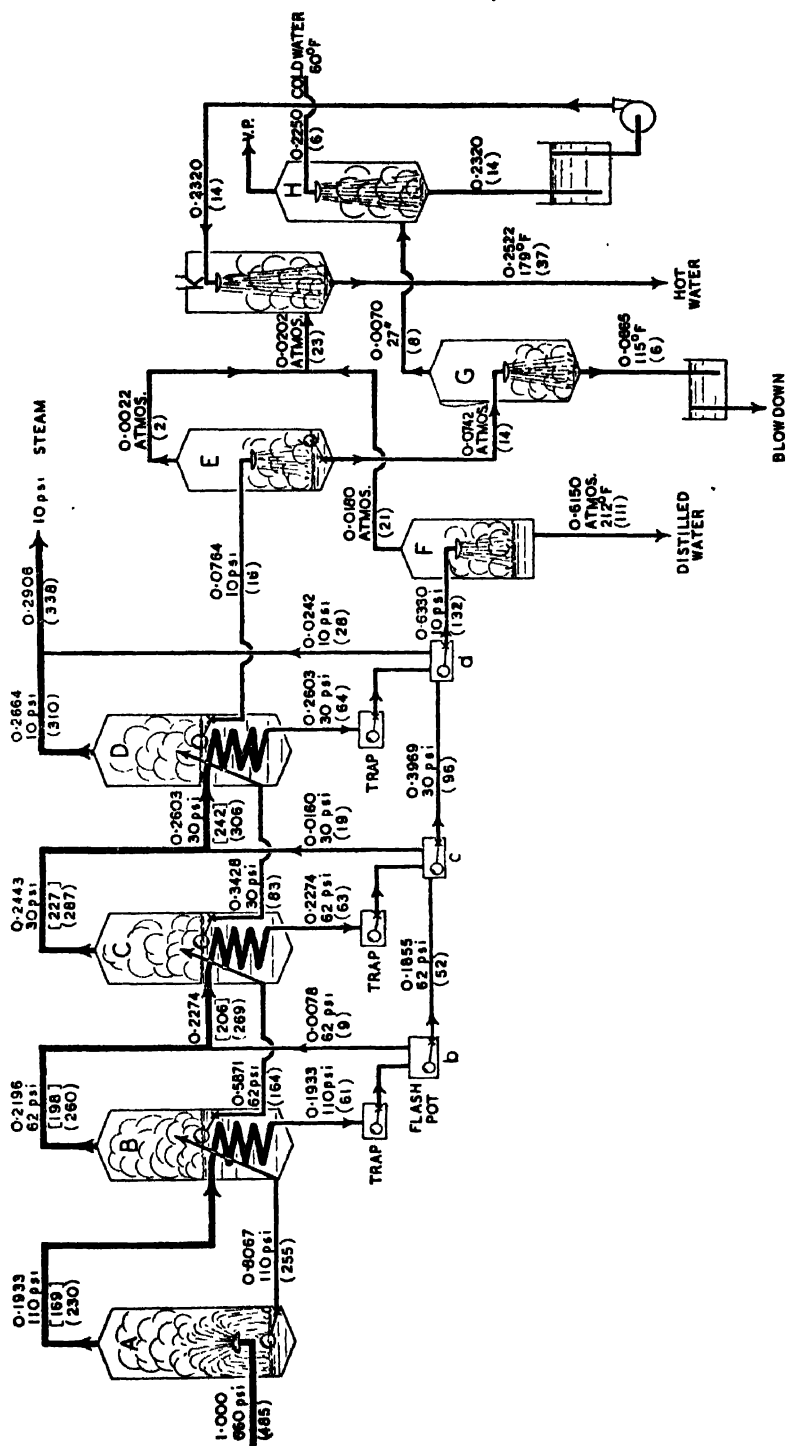 1·000
660 psi
(485)
A
0·1933
110 psi
[169]
(230)
0·8067
110 psi
(255)
B
0·2196
62 psi
[198]
(260)
0·5871
62 psi
(164)
0·1933
110 psi
(61)
TRAP
FLASH
POT
b
0·0078
62 psi
(9)
0·2274
[206]
(269)
C
0·2443
30 psi
[227]
(287)
0·3428
30 psi
(83)
0·2274
62 psi
(63)
TRAP
0·1855
62 psi
(52)
c
0·0160
30 psi
(19)
0·2603
30 psi
[242]
(306)
D
0·2664
10 psi
(310)
0·2603
30 psi
(64)
TRAP
0·3969
30 psi
(96)
d
0·0242
10 psi
(28)
0·2906
10 psi STEAM
(338)
0·0764
10 psi
(16)
0·6330
10 psi
(132)
E
0·0022
ATMOS.
(2)
F
0·0180
ATMOS.
(21)
0·6150
ATMOS.
212°F
(111)
DISTILLED
WATER
0·0742
ATMOS.
(14)
G
0·0202
ATMOS.
(23)
0·0070
27"
(8)
0·0865
115°F
(6)
BLOWDOWN
K
0·2320
(14)
0·2522
179°F
(37)
HOT
WATER
H
V.P.
0·2250 COLD WATER
(6) 60°F
0·2320
(14)